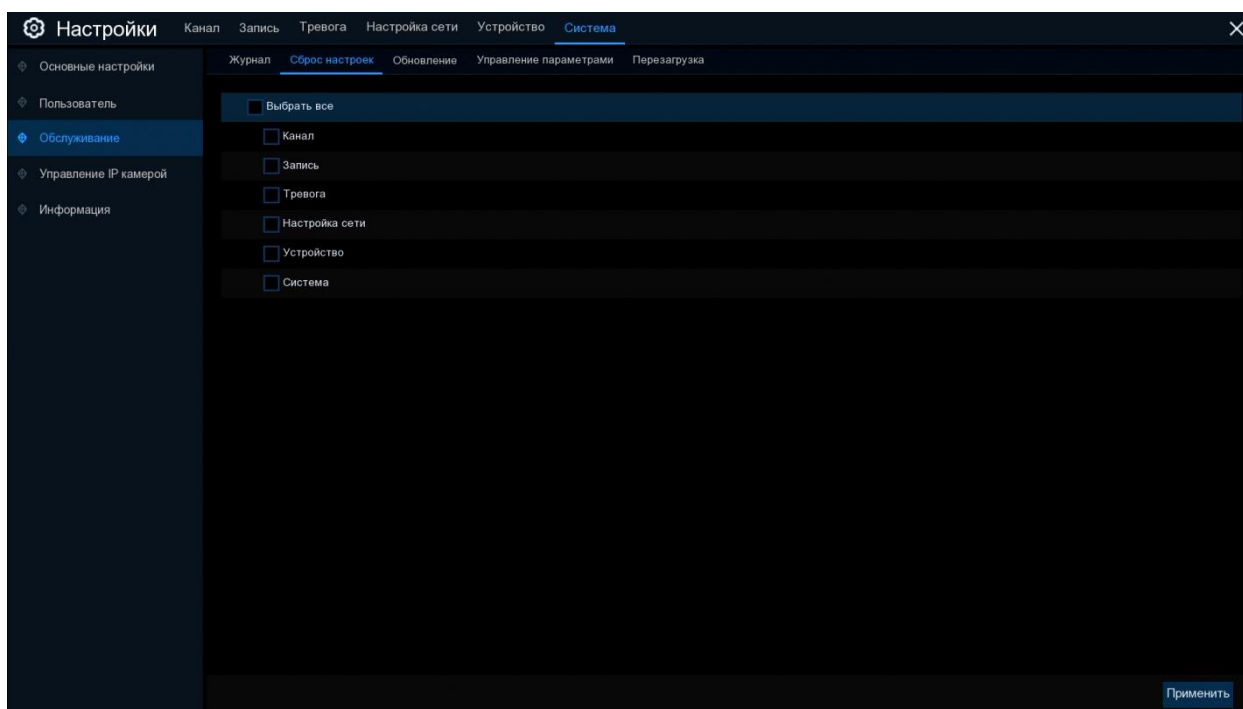 Настройки Канал Запись Тревога Настройка сети Устройство Система
Журнал Сброс настроек Обновление Управление параметрами Перезагрузка
Основные настройки
Пользователь
Обслуживание
Управление IP камерой
Информация
Выбрать все
Канал
Запись
Тревога
Настройка сети
Устройство
Система
Применить